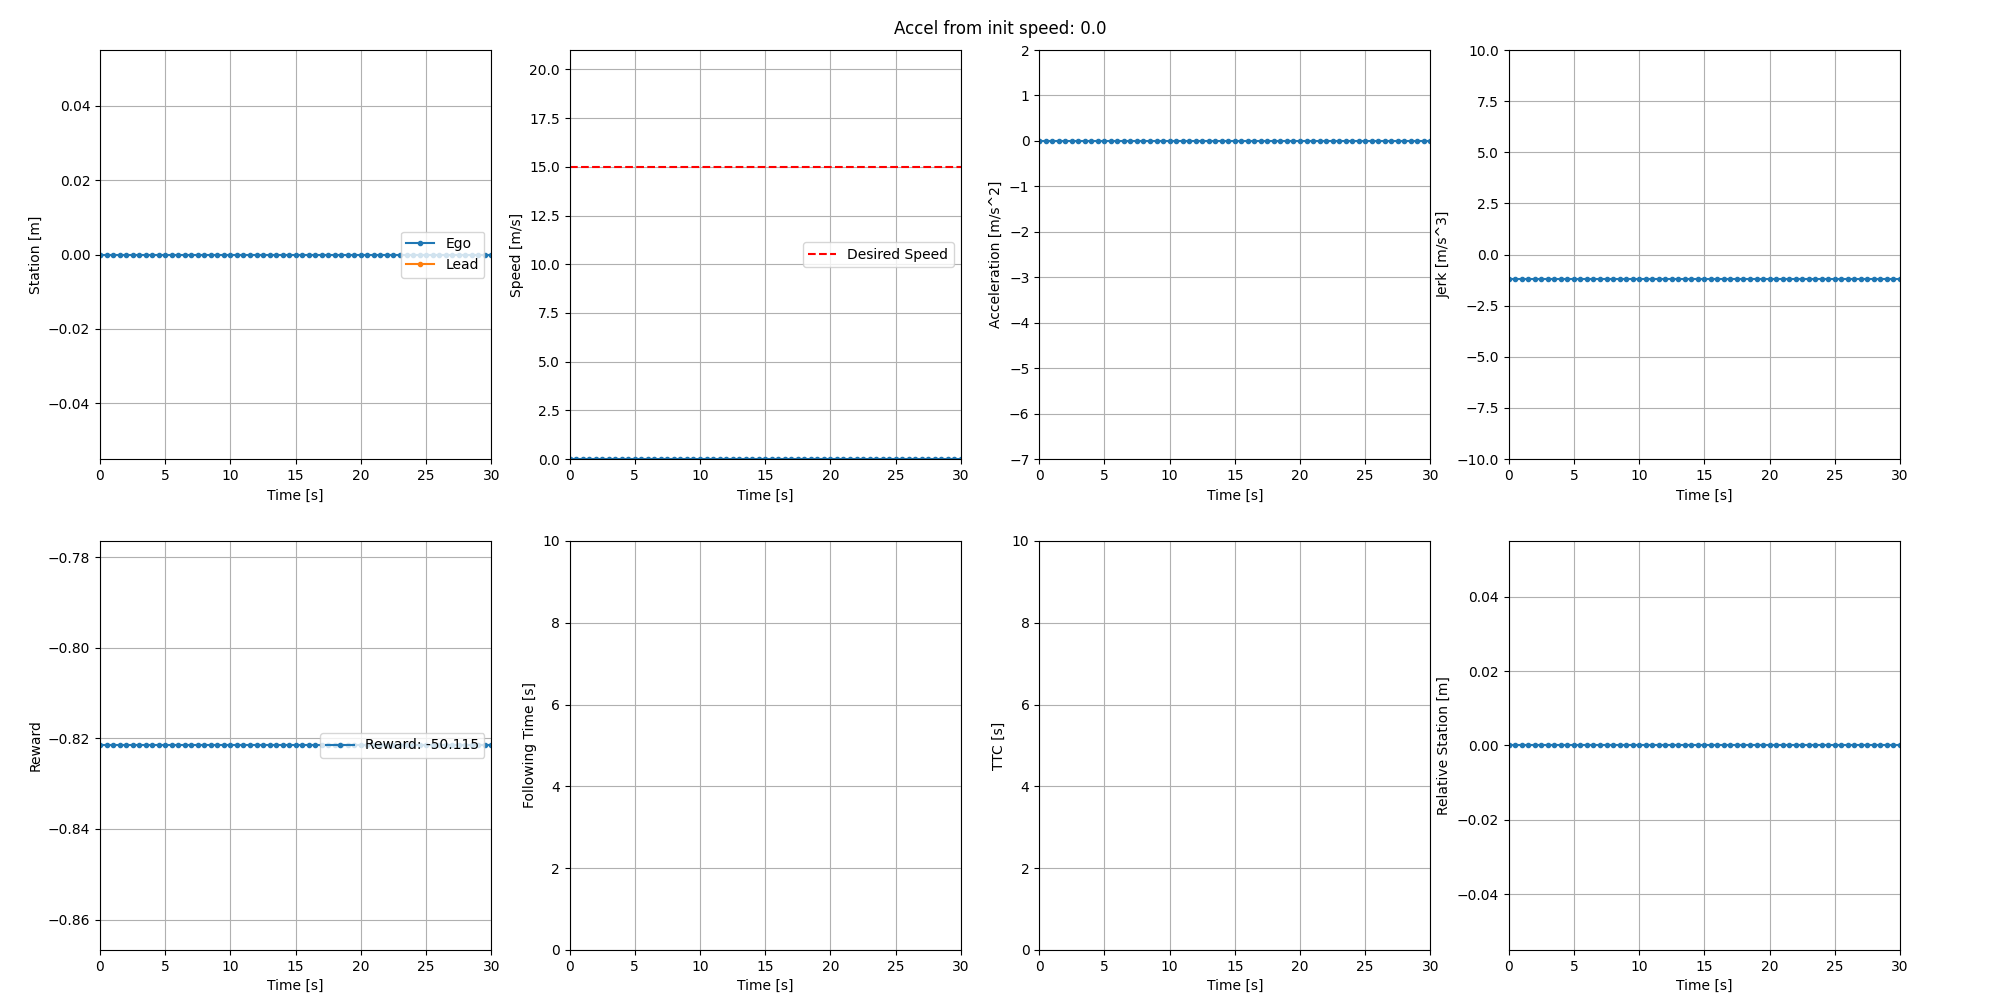 Accel from init speed: 0.0
Station [m]
0.04
0.02
0.00
−0.02
−0.04
Ego
Lead
0 5 10 15 20 25 30
Time [s]
Speed [m/s]
20.0
17.5
15.0
12.5
10.0
7.5
5.0
2.5
0.0
Desired Speed
0 5 10 15 20 25 30
Time [s]
Acceleration [m/s^2]
2
1
0
−1
−2
−3
−4
−5
−6
−7
0 5 10 15 20 25 30
Time [s]
Jerk [m/s^3]
10.0
7.5
5.0
2.5
0.0
−2.5
−5.0
−7.5
−10.0
0 5 10 15 20 25 30
Time [s]
Reward
−0.78
−0.80
−0.82
−0.84
−0.86
Reward: -50.115
0 5 10 15 20 25 30
Time [s]
Following Time [s]
10
8
6
4
2
0
0 5 10 15 20 25 30
Time [s]
TTC [s]
10
8
6
4
2
0
0 5 10 15 20 25 30
Time [s]
Relative Station [m]
0.04
0.02
0.00
−0.02
−0.04
0 5 10 15 20 25 30
Time [s]